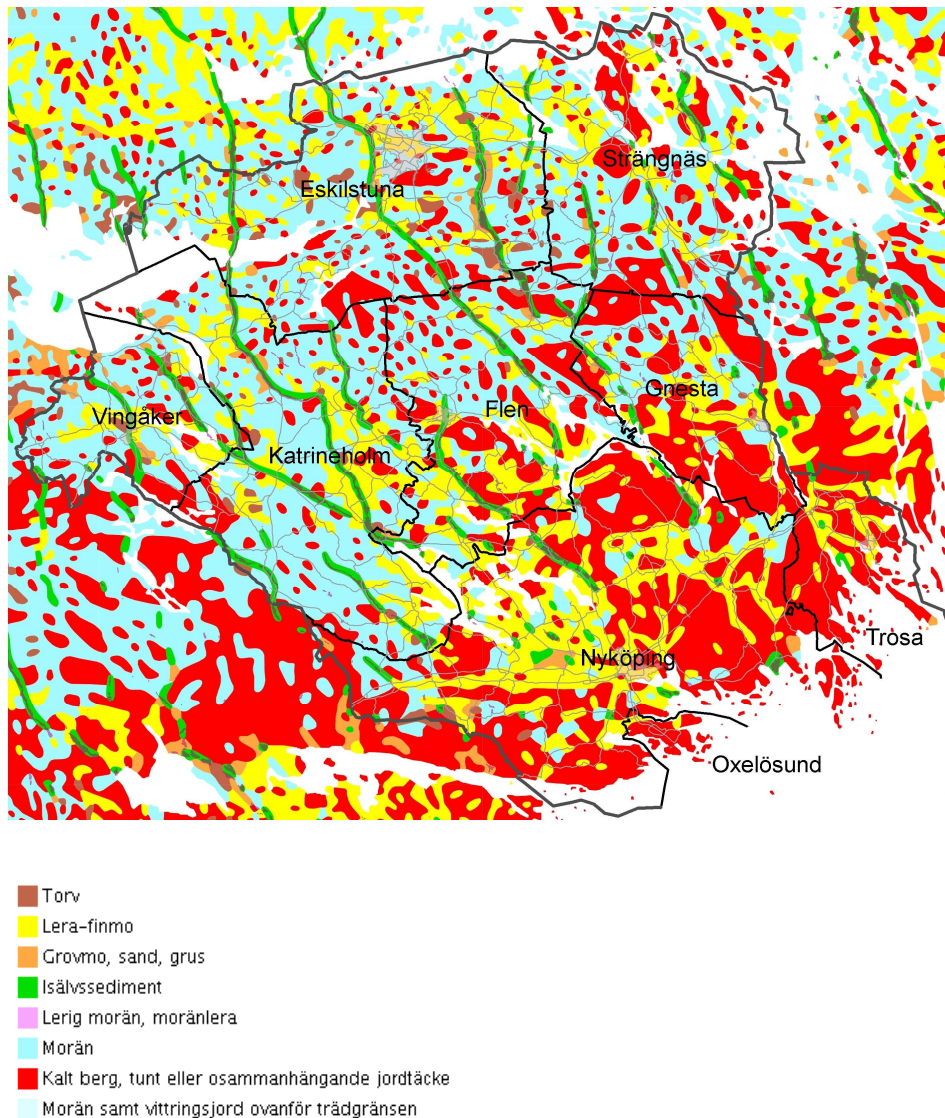 Strängnäs
Eskilstuna
Gnesta
Flen
Vingåker
Katrineholm
Trosa
Nyköping
Oxelösund
Torv
Lera-finmo
Grovmo, sand, grus
Isälvssediment
Lerig morän, moränlera
Morän
Kalt berg, tunt eller osammanhängande jordtäcke
Morän samt vittringsjord ovanför trädgränsen